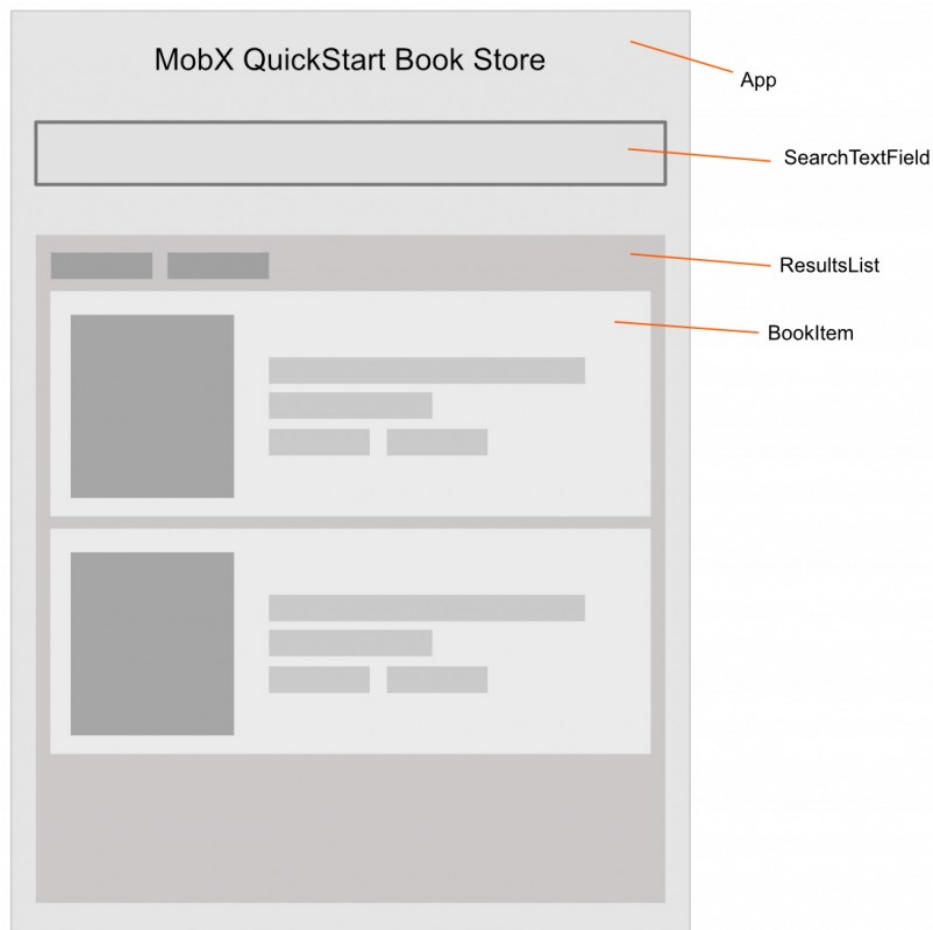 MobX QuickStart Book Store
App
SearchTextField
ResultsList
BookItem